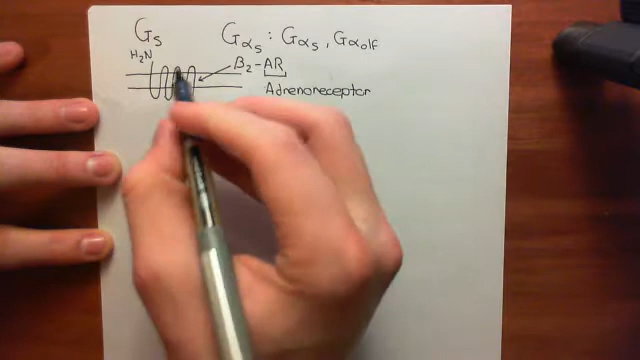 Gs Gαs : Gαs, Gαolf
H₂N
β₂-AR
Adrenoreceptor